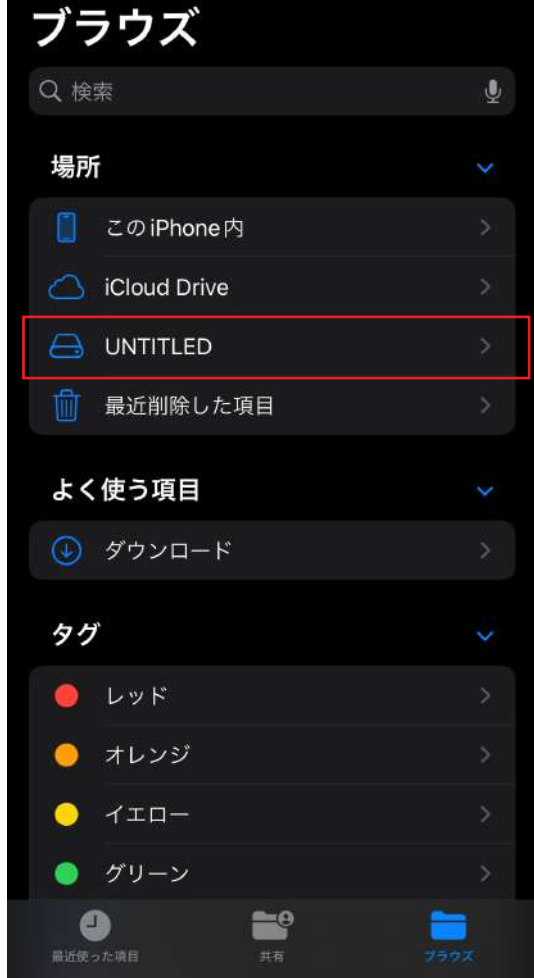 ブラウズ
検索
場所
このiPhone内
iCloud Drive
UNTITLED
最近削除した項目
よく使う項目
ダウンロード
タグ
レッド
オレンジ
イエロー
グリーン
最近使った項目
共有
ブラウズ